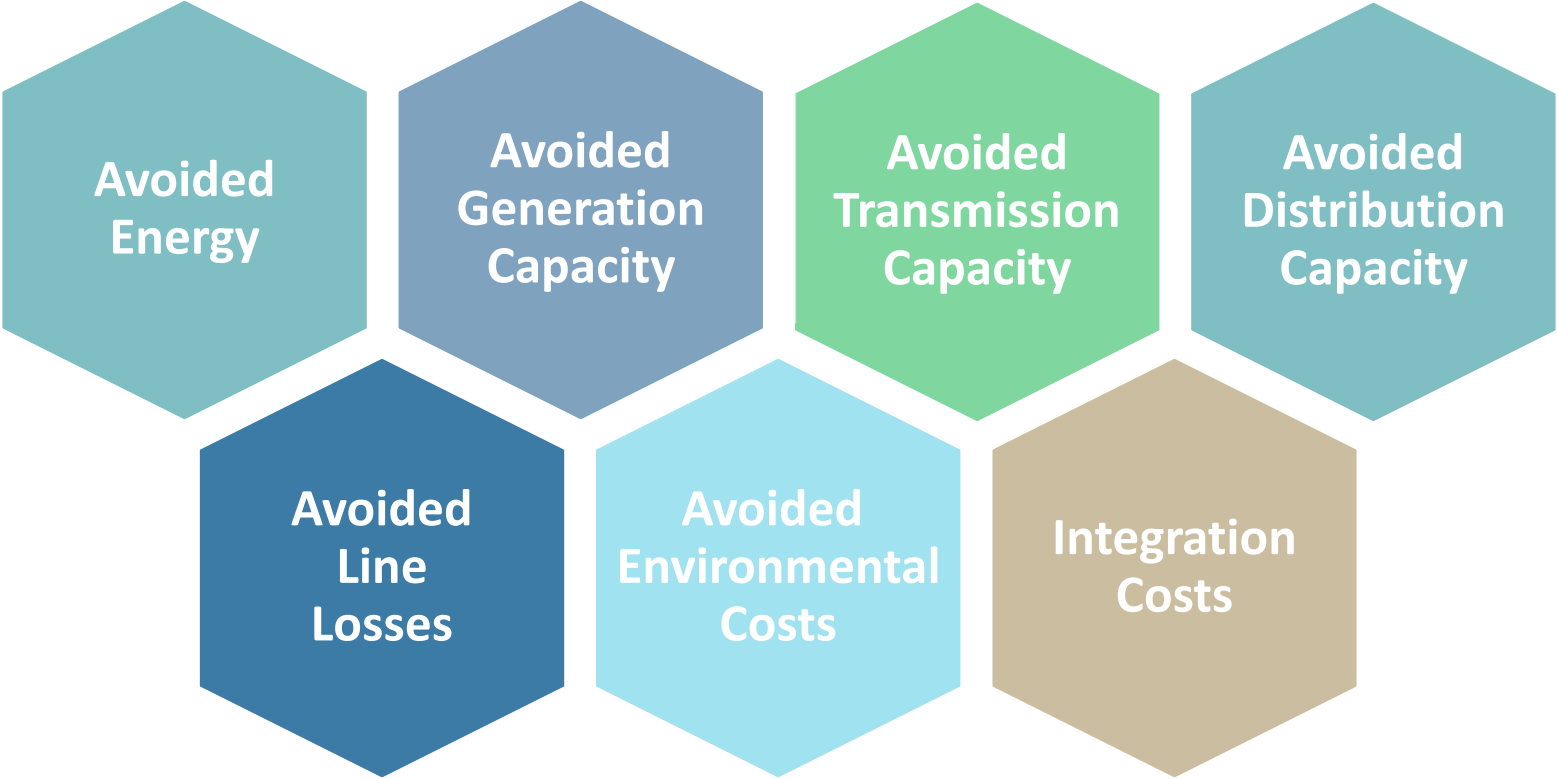 Avoided
Energy
Avoided
Generation
Capacity
Avoided
Transmission
Capacity
Avoided
Distribution
Capacity
Avoided
Line
Losses
Avoided
Environmental
Costs
Integration
Costs